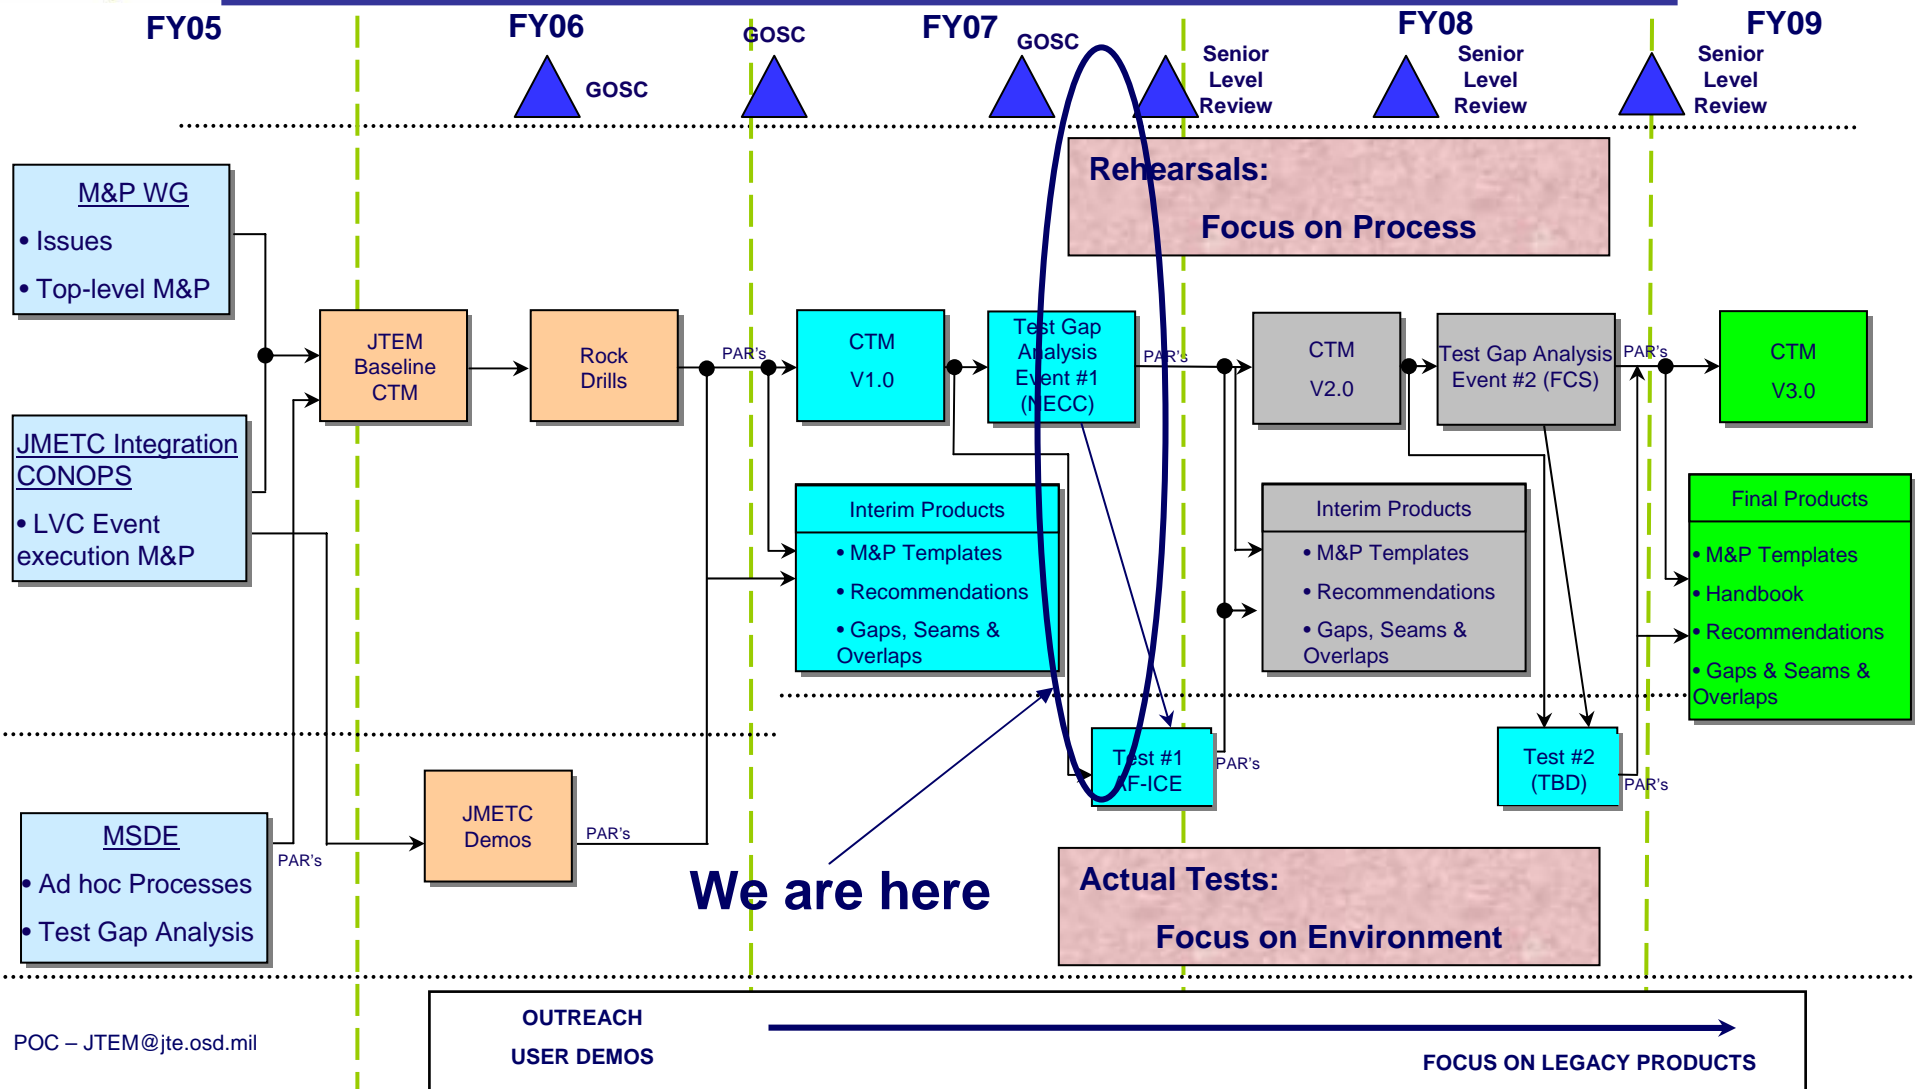 FY05
FY06
FY07
FY08
FY09
GOSC
GOSC
GOSC
Senior
Level
Review
Senior
Level
Review
Senior
Level
Review
Rehearsals:
Focus on Process
M&P WG
• Issues
• Top-level M&P
JMETC Integration
CONOPS
• LVC Event
execution M&P
MSDE
• Ad hoc Processes
• Test Gap Analysis
PAR's
JTEM
Baseline
CTM
Rock
Drills
PAR's
JMETC
Demos
PAR's
CTM
V1.0
Test Gap
Analysis
Event #1
(NECC)
PAR's
Interim Products
• M&P Templates
• Recommendations
• Gaps, Seams &
Overlaps
Test #1
AF-ICE
PAR's
CTM
V2.0
Test Gap Analysis
Event #2 (FCS)
PAR's
Interim Products
• M&P Templates
• Recommendations
• Gaps, Seams &
Overlaps
Test #2
(TBD)
PAR's
CTM
V3.0
Final Products
• M&P Templates
• Handbook
• Recommendations
• Gaps & Seams &
Overlaps
We are here
Actual Tests:
Focus on Environment
POC – JTEM@jte.osd.mil
OUTREACH
USER DEMOS
FOCUS ON LEGACY PRODUCTS